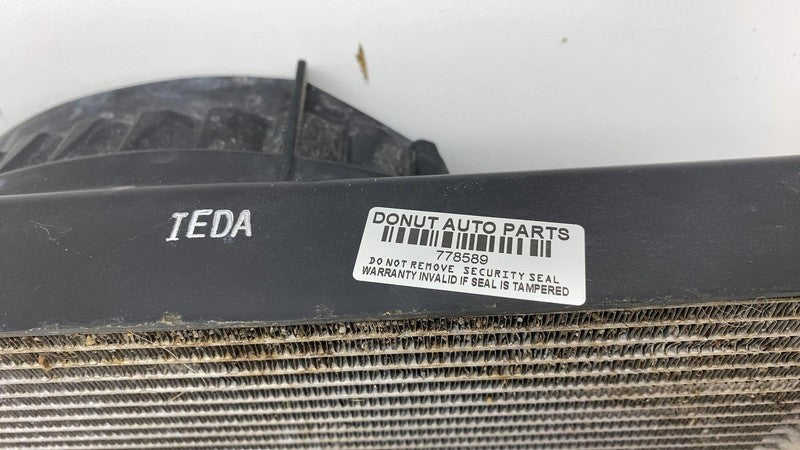 IEDA
DONUT AUTO PARTS
778589
DO NOT REMOVE SECURITY SEAL
WARRANTY INVALID IF SEAL IS TAMPERED